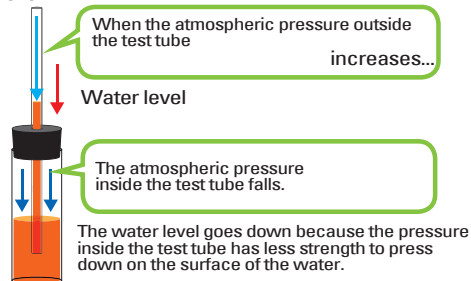 When the atmospheric pressure outside
the test tube
increases...
Water level
The atmospheric pressure
inside the test tube falls.
The water level goes down because the pressure
inside the test tube has less strength to press
down on the surface of the water.